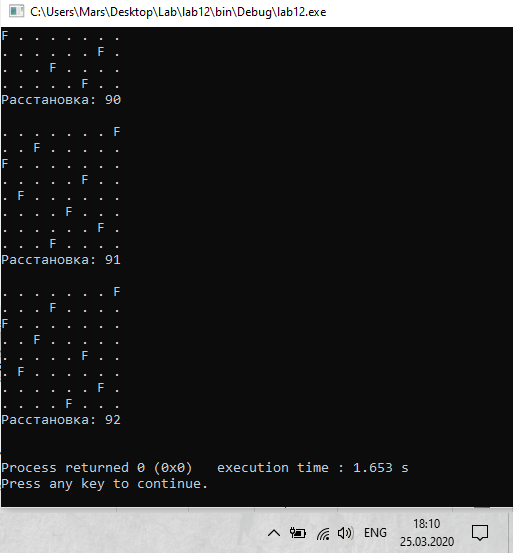 C:\Users\Mars\Desktop\Lab\lab12\bin\Debug\lab12.exe
F . . . . . . .
. . . . . . F .
. . . F . . . .
. . . . . F . .
Расстановка: 90
. . . . . . . F
. . F . . . . .
F . . . . . . .
. . . . . F . .
. F . . . . . .
. . . . F . . .
. . . . . . F .
. . . F . . . .
Расстановка: 91
. . . . . . . F
. . . F . . . .
F . . . . . . .
. . F . . . . .
. . . . . F . .
. F . . . . . .
. . . . . . F .
. . . . F . . .
Расстановка: 92
Process returned 0 (0x0)   execution time : 1.653 s
Press any key to continue.
ENG
18:10
25.03.2020